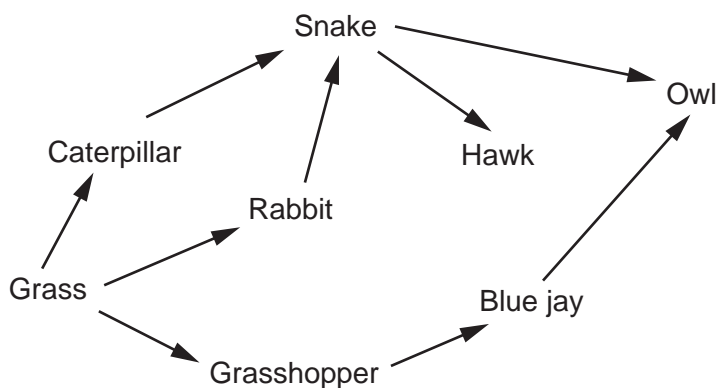 Snake
Owl
Caterpillar
Hawk
Rabbit
Grass
Blue jay
Grasshopper